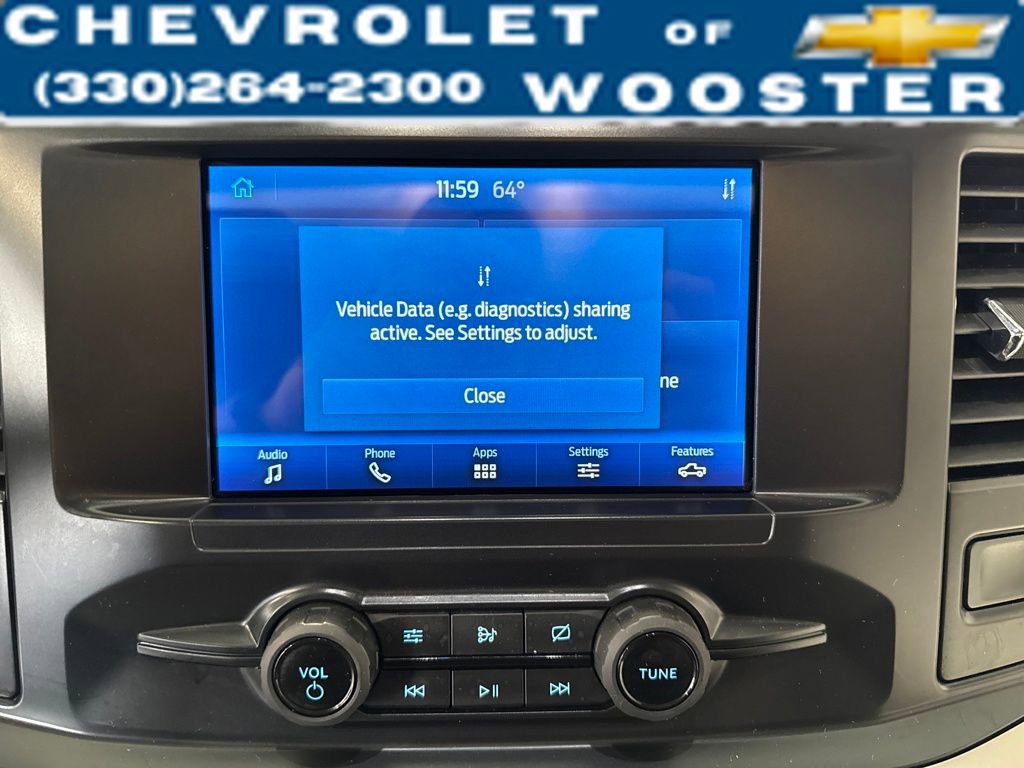 CHEVROLET OF
(330)264-2300 WOOSTER
11:59 64°
Vehicle Data (e.g. diagnostics) sharing
active. See Settings to adjust.
ne
Close
Audio Phone Apps Settings Features
VOL TUNE